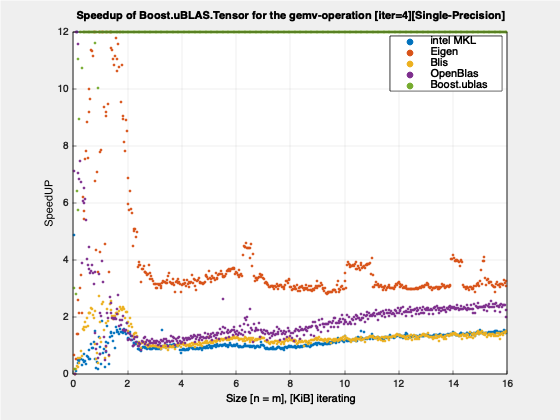 Speedup of Boost.uBLAS.Tensor for the gemv-operation [iter=4][Single-Precision]
intel MKL
Eigen
Blis
OpenBlas
Boost.ublas
12
10
8
6
4
2
0
SpeedUP
0 2 4 6 8 10 12 14 16
Size [n = m], [KiB] iterating